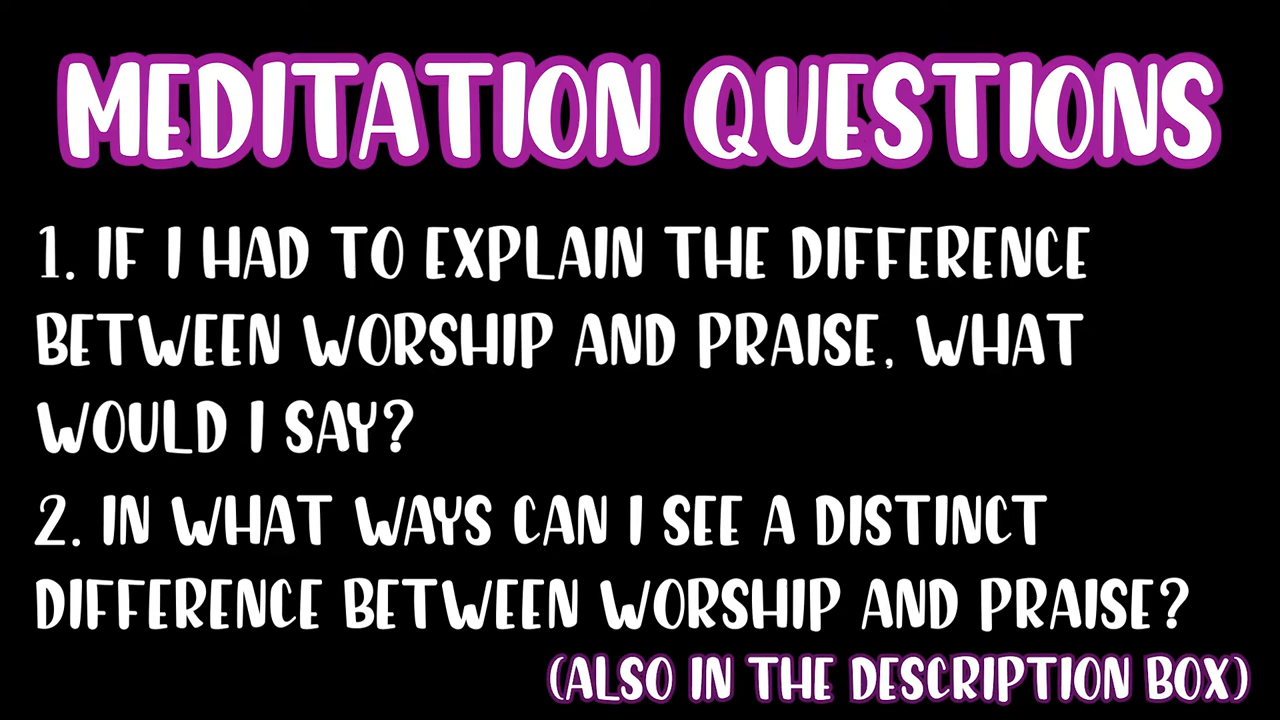 MEDITATION QUESTIONS
1. IF I HAD TO EXPLAIN THE DIFFERENCE
BETWEEN WORSHIP AND PRAISE, WHAT
WOULD I SAY?
2. IN WHAT WAYS CAN I SEE A DISTINCT
DIFFERENCE BETWEEN WORSHIP AND PRAISE?
(ALSO IN THE DESCRIPTION BOX)